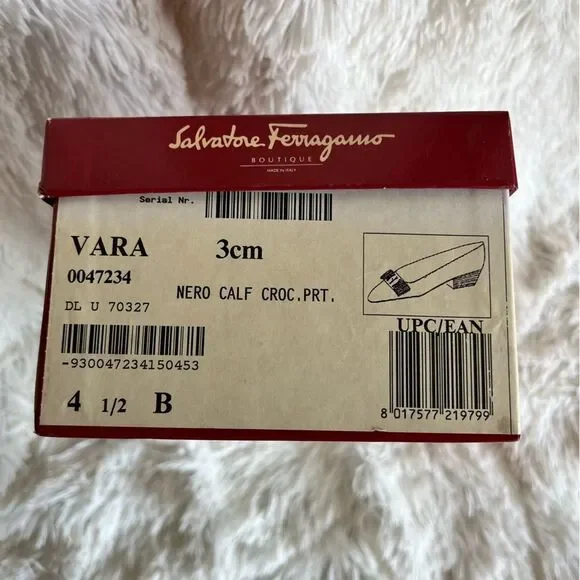 Salvatore Ferragamo
BOUTIQUE
MADE IN ITALY
Serial Nr.
VARA 3cm
0047234
NERO CALF CROC.PRT.
DL U 70327
UPC/EAN
-930047234150453
4 1/2 B
8 017577 219799